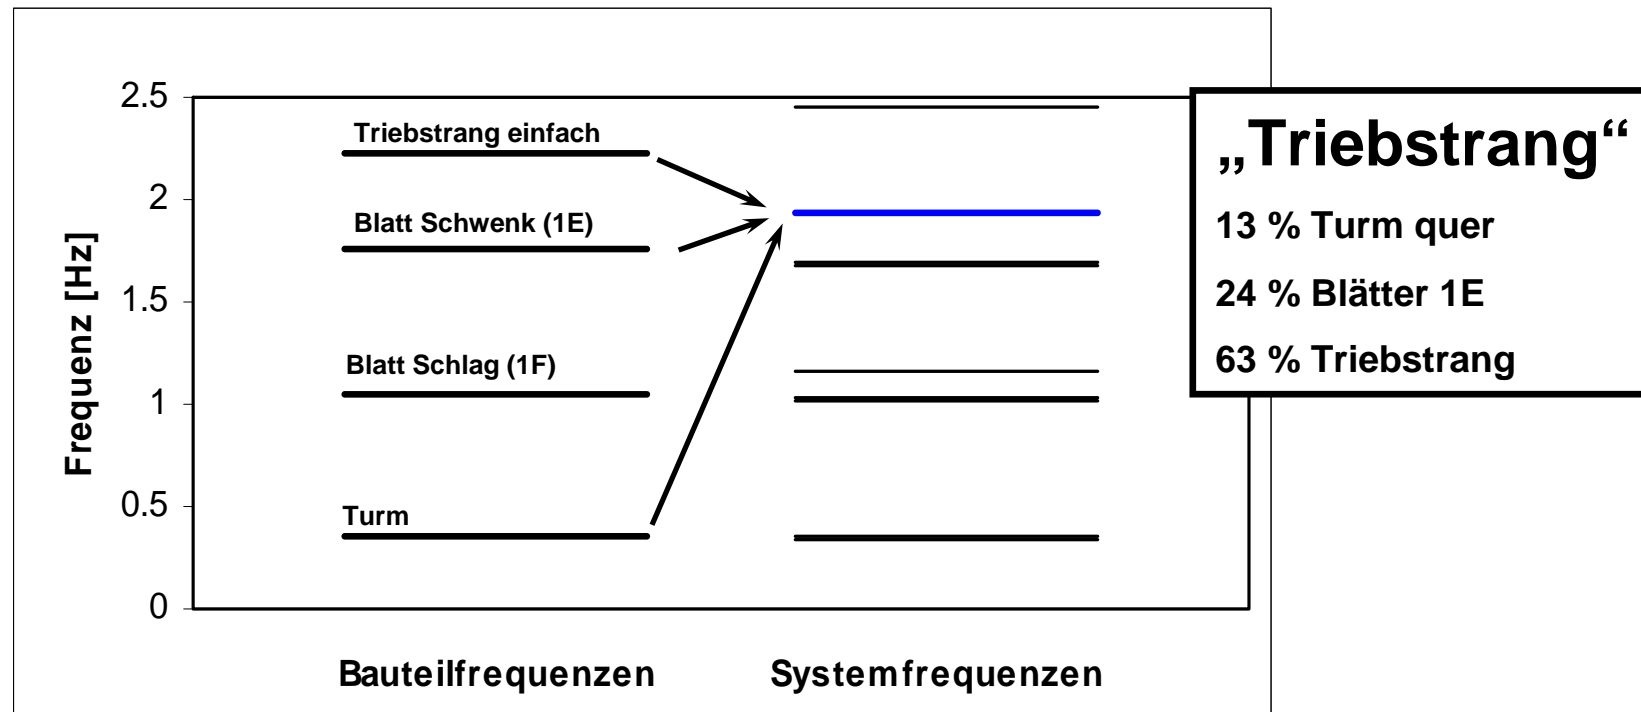 2.5
2
1.5
1
0.5
0
Frequenz [Hz]
Triebstrang einfach
Blatt Schwenk (1E)
Blatt Schlag (1F)
Turm
Bauteilfrequenzen
Systemfrequenzen
„Triebstrang“
13 % Turm quer
24 % Blätter 1E
63 % Triebstrang